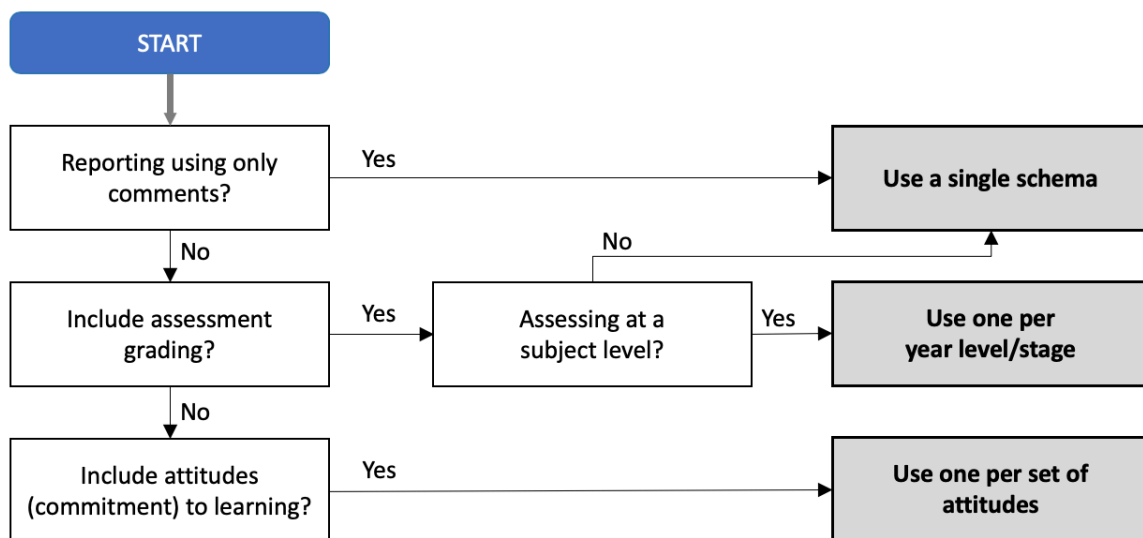 START
Reporting using only
comments?
Yes
Use a single schema
No
No
Include assessment
grading?
Yes
Assessing at a
subject level?
Yes
Use one per
year level/stage
No
Include attitudes
(commitment) to learning?
Yes
Use one per set of
attitudes